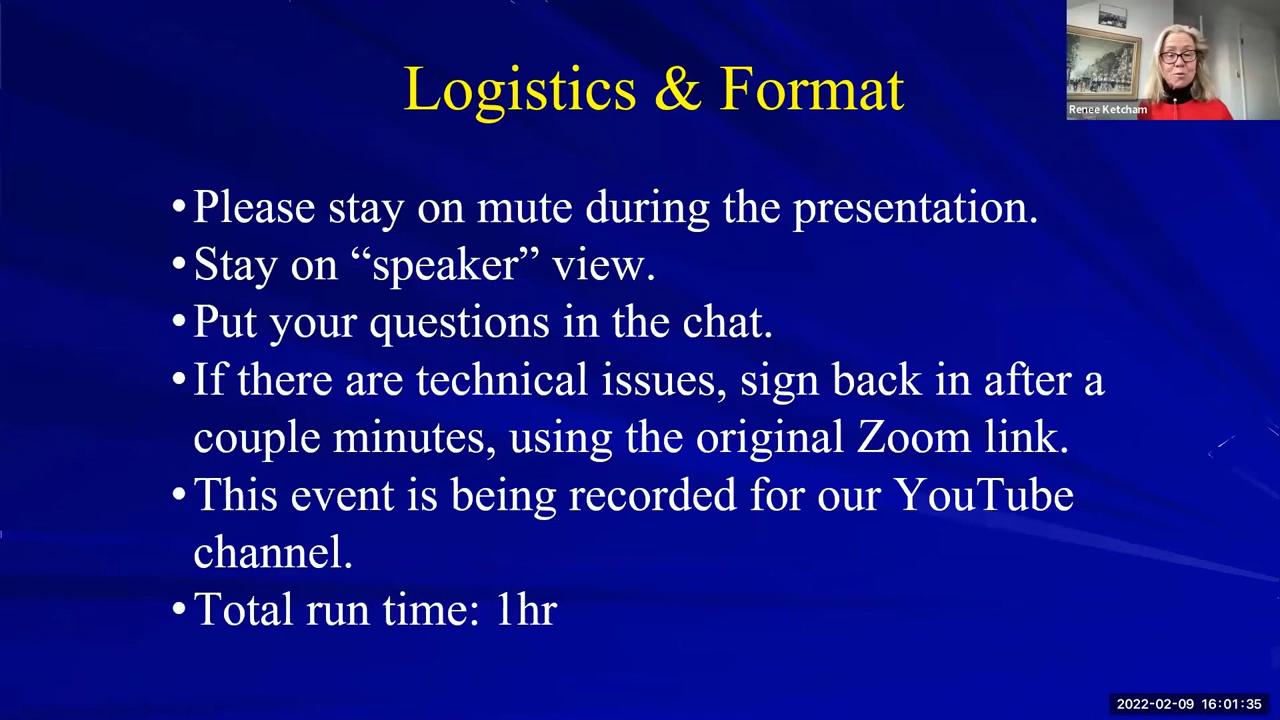 Logistics & Format
Renee Ketcham
•Please stay on mute during the presentation.
•Stay on “speaker” view.
•Put your questions in the chat.
•If there are technical issues, sign back in after a
couple minutes, using the original Zoom link.
•This event is being recorded for our YouTube
channel.
•Total run time: 1hr
2022-02-09 16:01:35